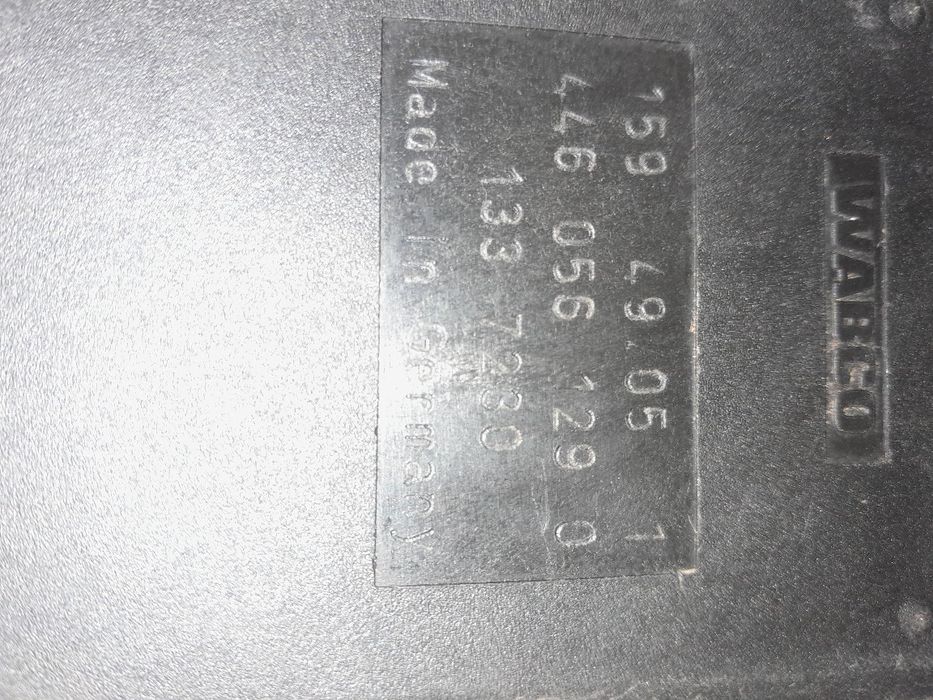 WABCO
159 49.05 1
446 056 129 0
133 7230
Made in Germany